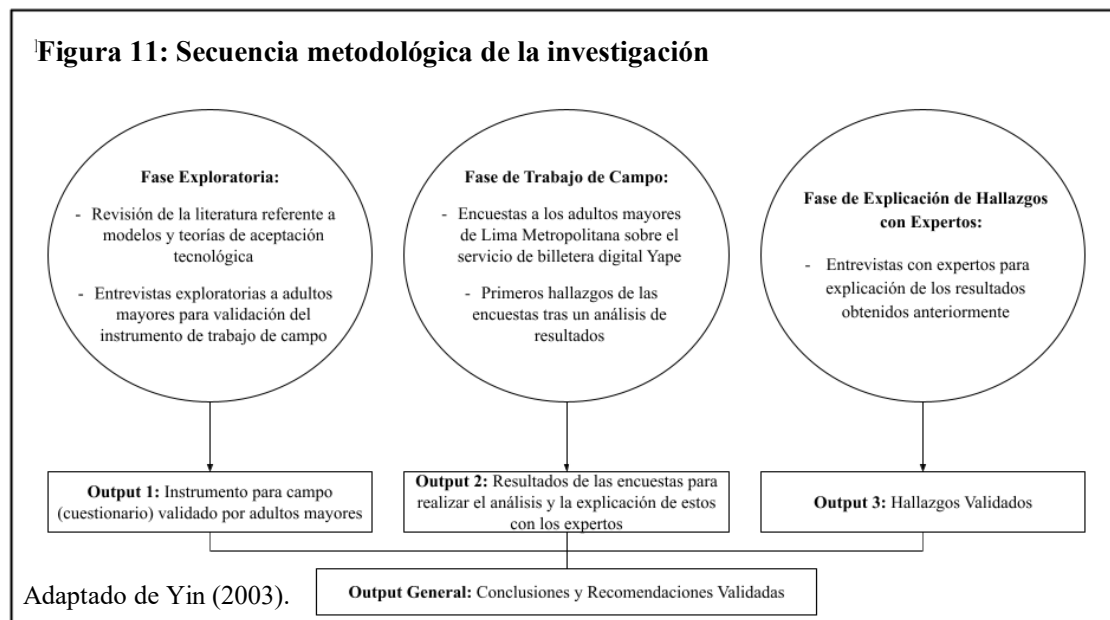 Figura 11: Secuencia metodológica de la investigación
Fase Exploratoria:
- Revisión de la literatura referente a
modelos y teorías de aceptación
tecnológica
- Entrevistas exploratorias a adultos
mayores para validación del
instrumento de trabajo de campo
Fase de Trabajo de Campo:
- Encuestas a los adultos mayores
de Lima Metropolitana sobre el
servicio de billetera digital Yape
- Primeros hallazgos de las
encuestas tras un análisis de
resultados
Fase de Explicación de Hallazgos
con Expertos:
- Entrevistas con expertos para
explicación de los resultados
obtenidos anteriormente
Output 1: Instrumento para campo
(cuestionario) validado por adultos mayores
Output 2: Resultados de las encuestas para
realizar el análisis y la explicación de estos
con los expertos
Output 3: Hallazgos Validados
Output General: Conclusiones y Recomendaciones Validadas
Adaptado de Yin (2003).